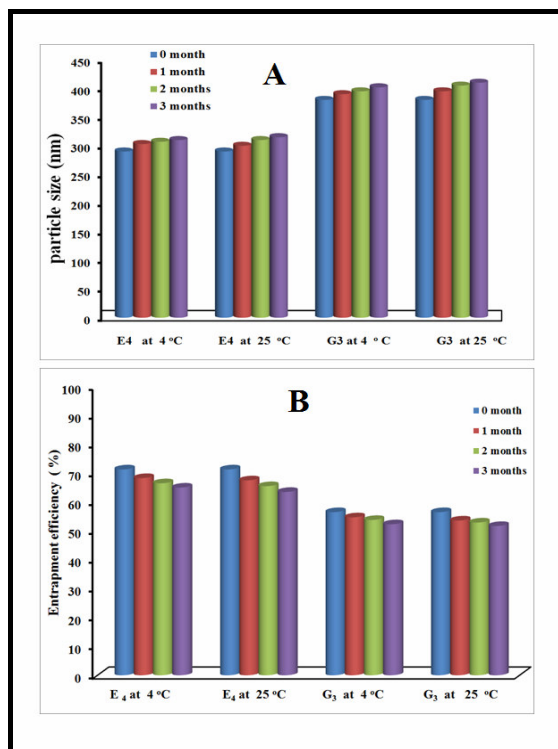 A
0 month
1 month
2 months
3 months
450
400
350
300
250
200
150
100
50
0
particle size (nm)
E4 at 4 °C
E4 at 25 °C
G3 at 4 °C
G3 at 25 °C
B
0 month
1 month
2 months
3 months
100
90
80
70
60
50
40
30
20
10
0
Entrapment efficiency ( %)
E4 at 4 °C
E4 at 25 °C
G3 at 4 °C
G3 at 25 °C